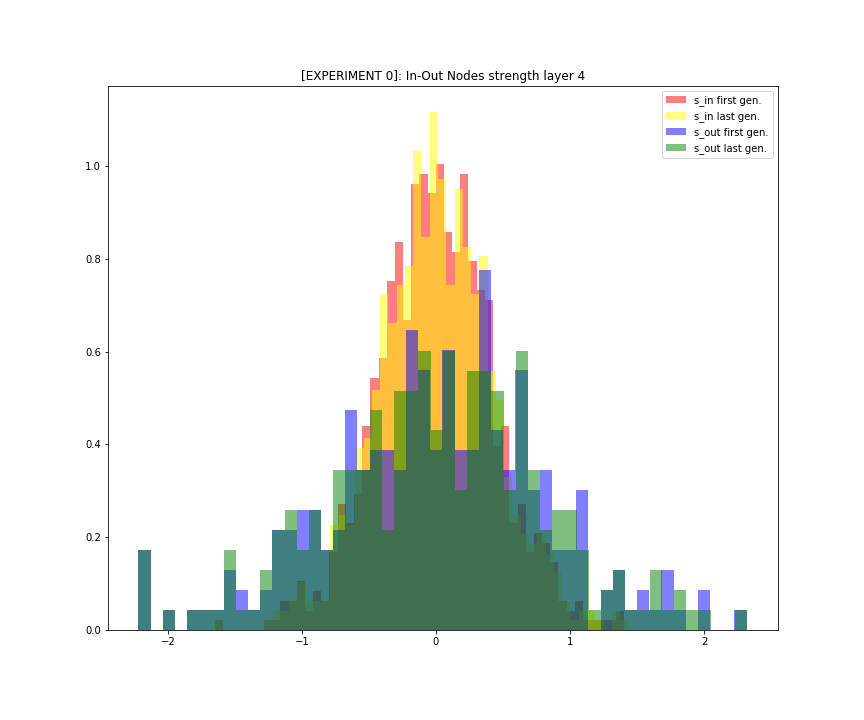 [EXPERIMENT 0]: In-Out Nodes strength layer 4
s_in first gen.
s_in last gen.
s_out first gen.
s_out last gen.
1.0
0.8
0.6
0.4
0.2
0.0
−2
−1
0
1
2